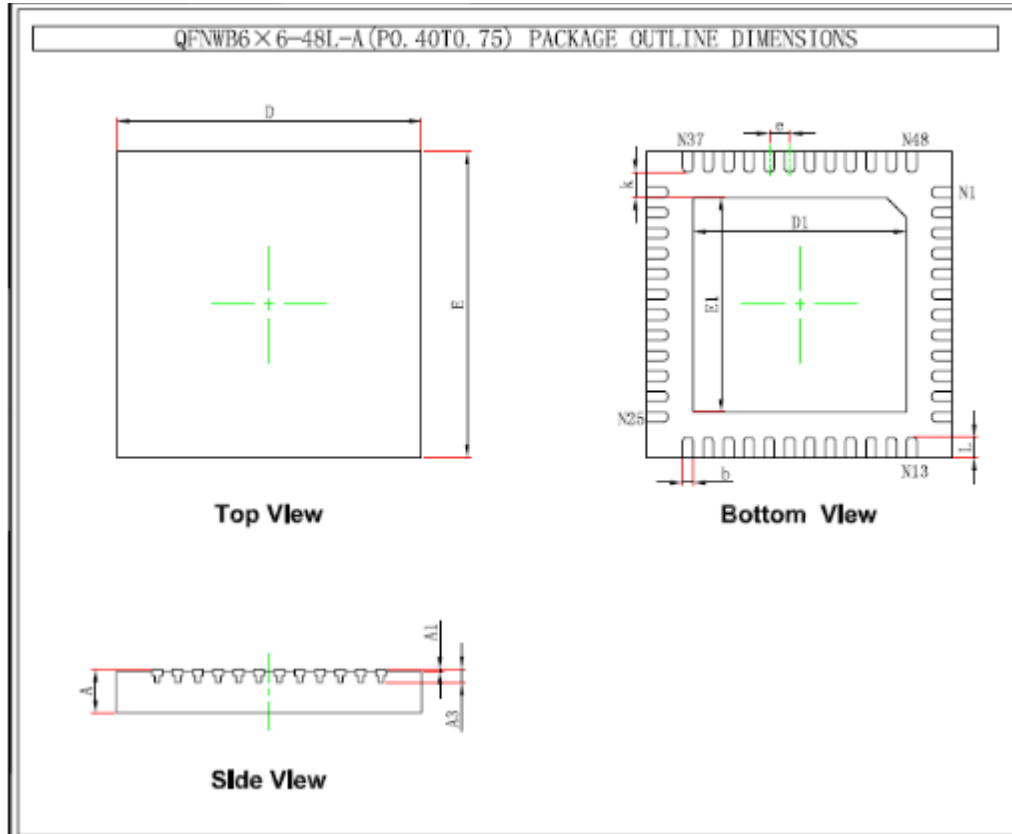 QFNWB6×6-48L-A(P0.40T0.75) PACKAGE OUTLINE DIMENSIONS
D
e
N37
N48
k
N1
D1
E
E1
N25
L
b
N13
Top View
Bottom View
A1
A
A3
Side View